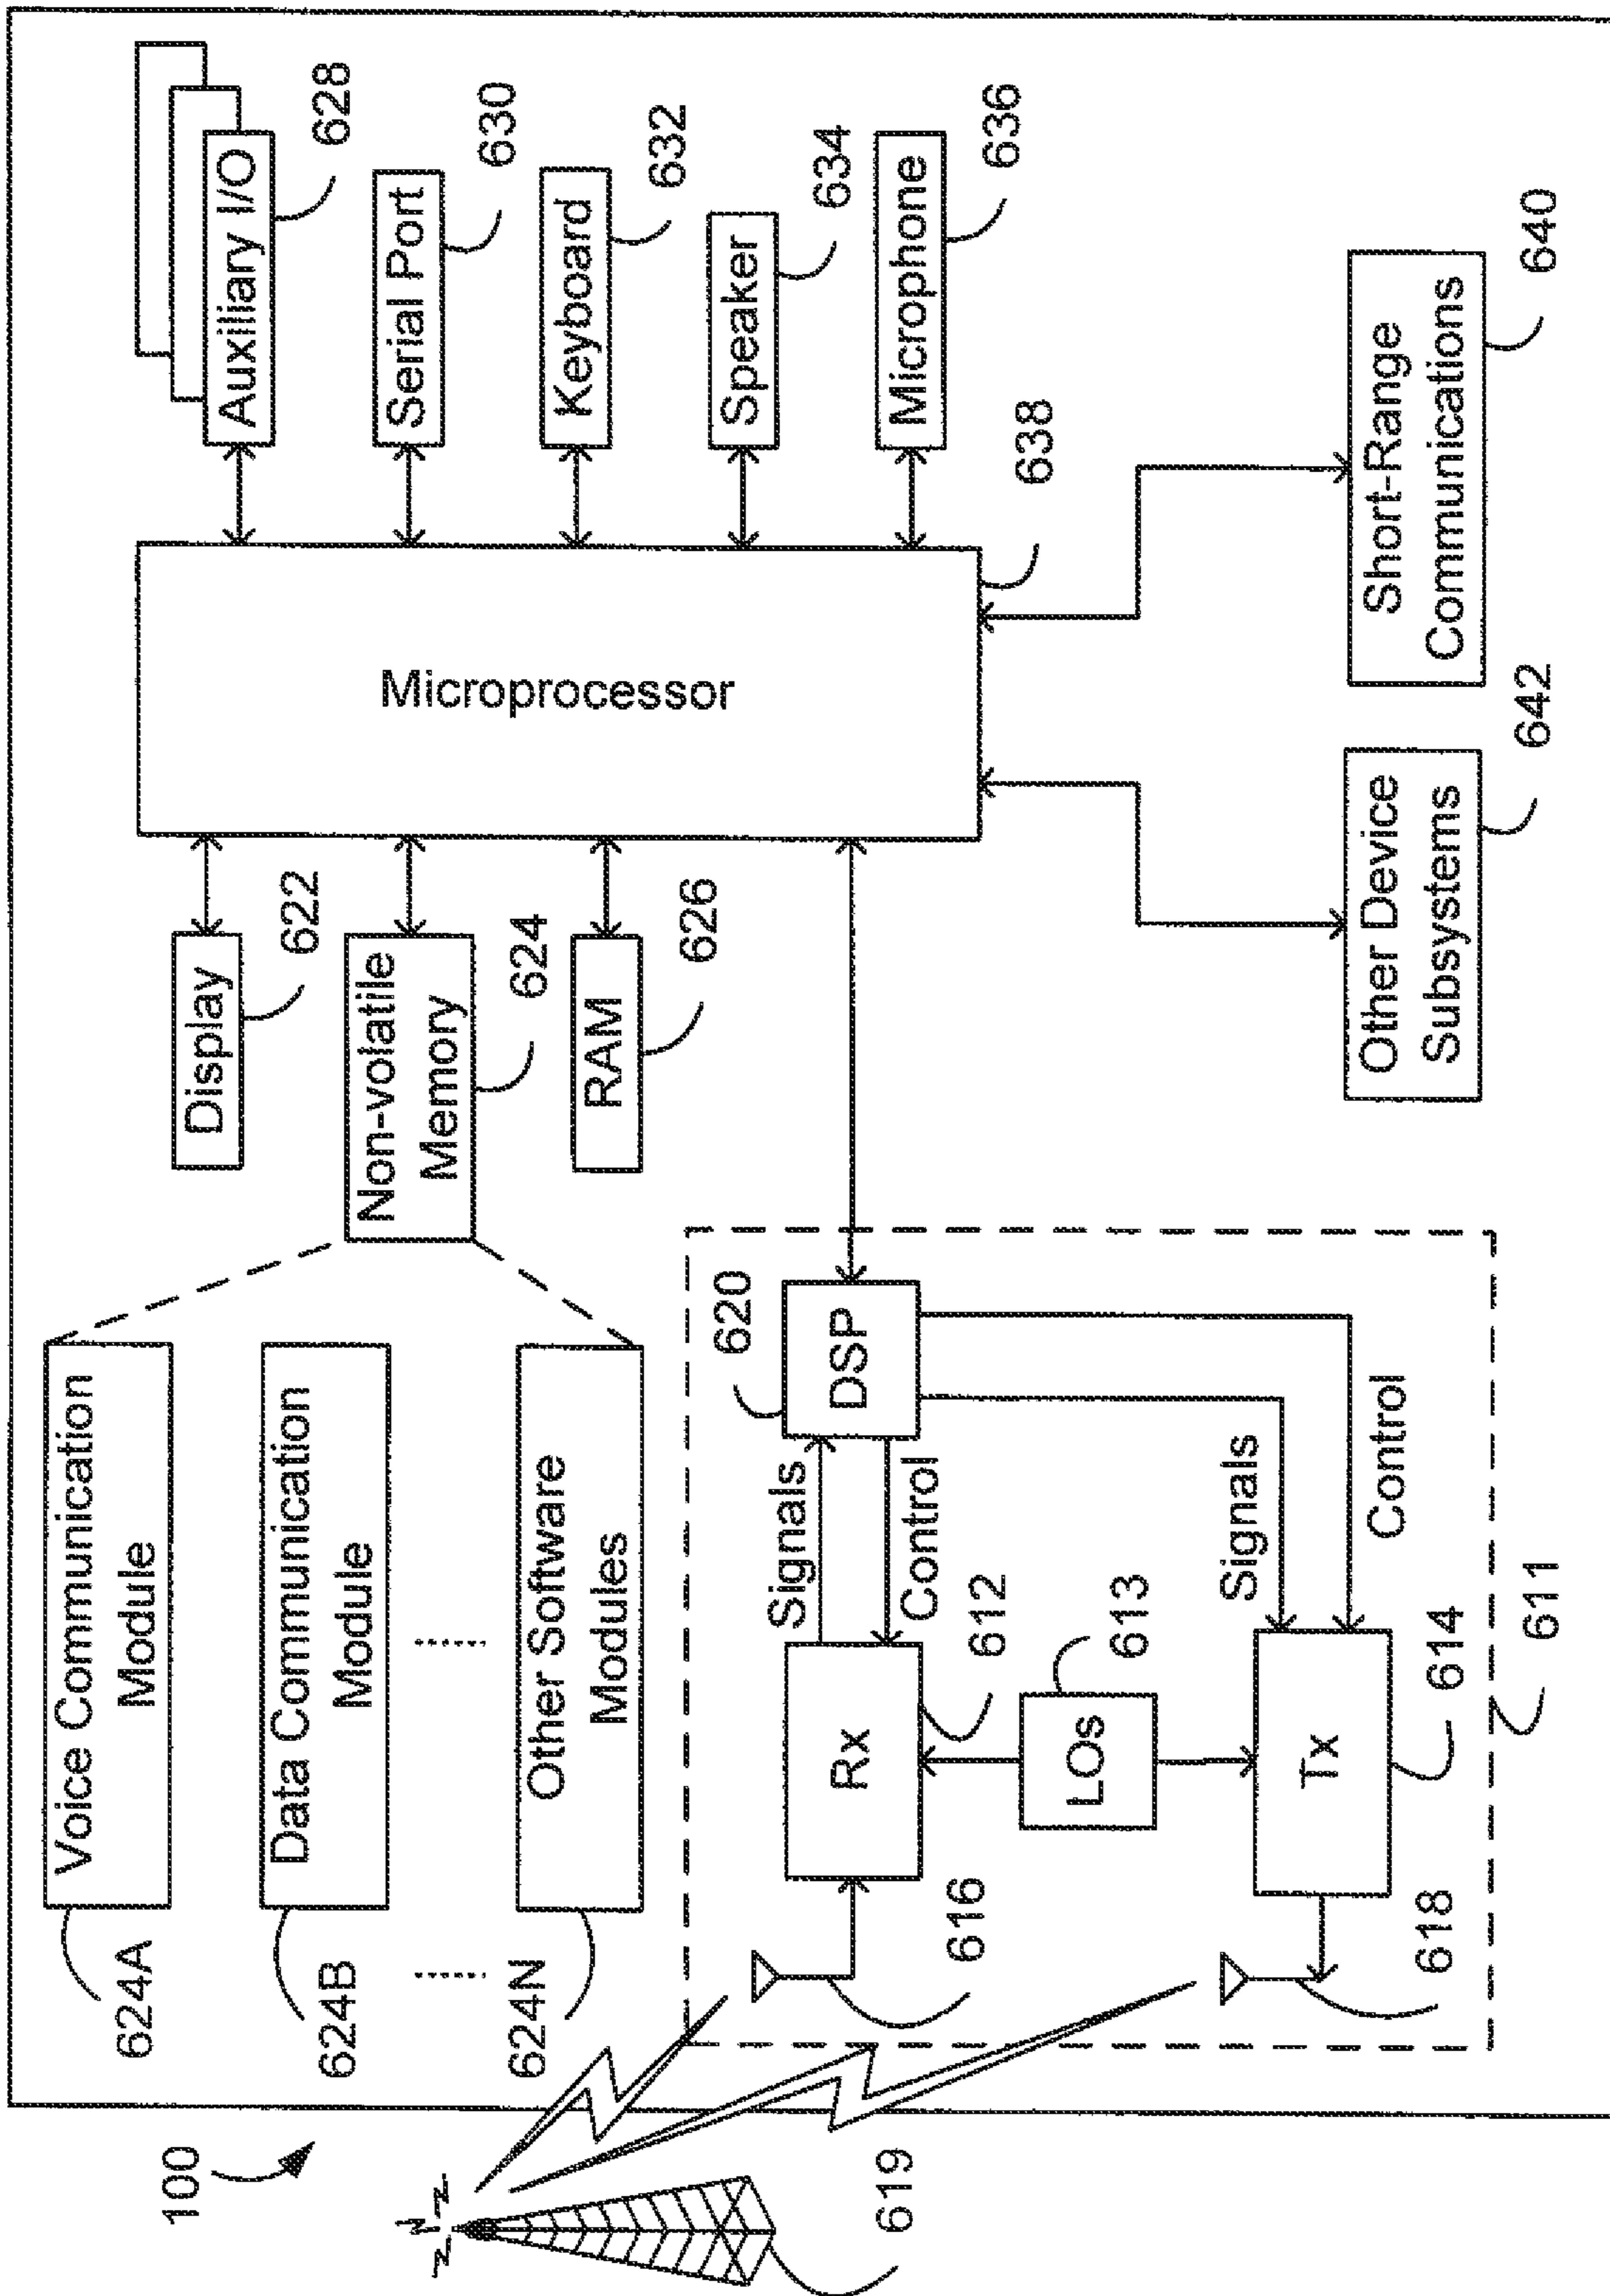 100
619
624A
Voice Communication
Module
624B
Data Communication
Module
624N
Other Software
Modules
Display
622
Non-volatile
Memory
624
RAM
626
Microprocessor
638
Auxiliary I/O
628
Serial Port
630
Keyboard
632
Speaker
634
Microphone
636
Short-Range
Communications
640
Other Device
Subsystems
642
620
DSP
Signals
Control
Rx
612
616
LOs
613
Signals
Control
Tx
614
618
611